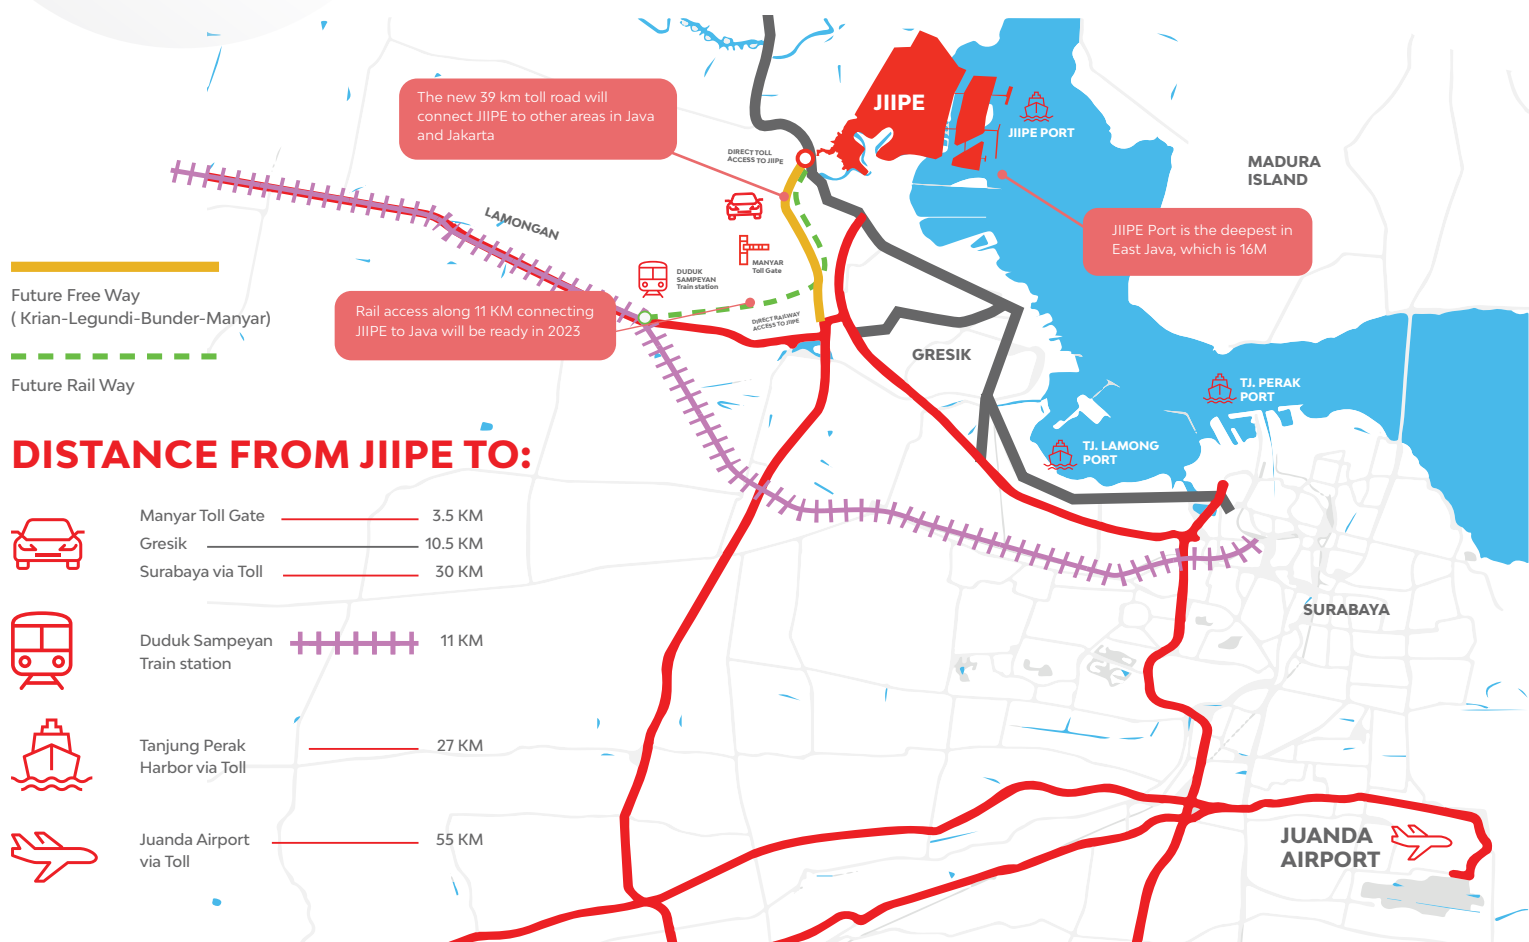 The new 39 km toll road will
connect JIIPE to other areas in Java
and Jakarta
JIIPE
JIIPE PORT
DIRECT TOLL
ACCESS TO JIIPE
MADURA
ISLAND
LAMONGAN
JIIPE Port is the deepest in
East Java, which is 16M
MANYAR
Toll Gate
DUDUK
SAMPEYAN
Train station
Rail access along 11 KM connecting
JIIPE to Java will be ready in 2023
DIRECT RAILWAY
ACCESS TO JIIPE
GRESIK
TJ. PERAK
PORT
TJ. LAMONG
PORT
SURABAYA
JUANDA
AIRPORT
Future Free Way
( Krian-Legundi-Bunder-Manyar)
Future Rail Way
DISTANCE FROM JIIPE TO:
Manyar Toll Gate 3.5 KM
Gresik 10.5 KM
Surabaya via Toll 30 KM
Duduk Sampeyan 11 KM
Train station
Tanjung Perak 27 KM
Harbor via Toll
Juanda Airport 55 KM
via Toll